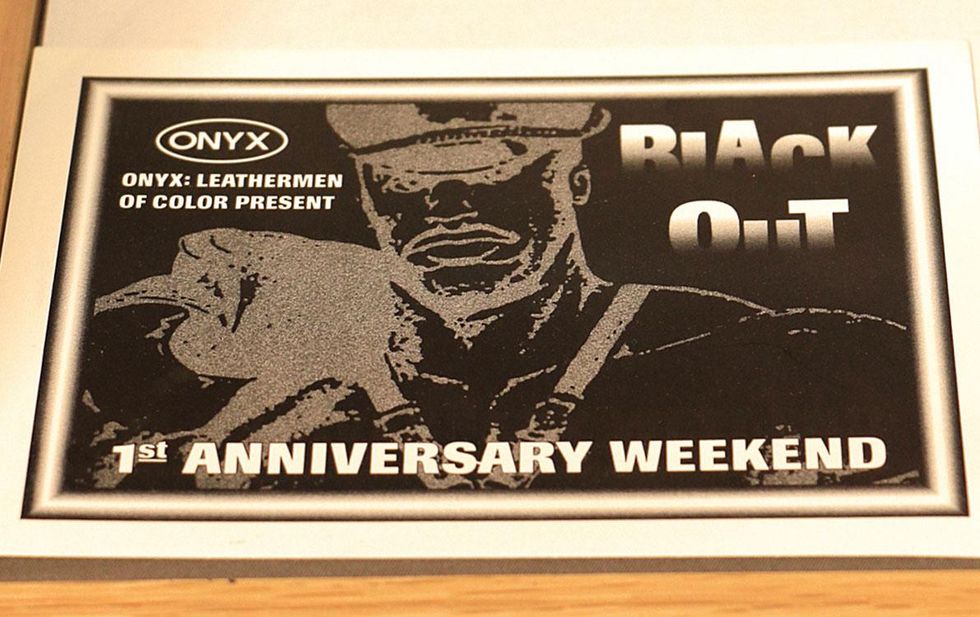 ONYX
ONYX: LEATHERMEN
OF COLOR PRESENT
BlAcK
OuT
1st ANNIVERSARY WEEKEND